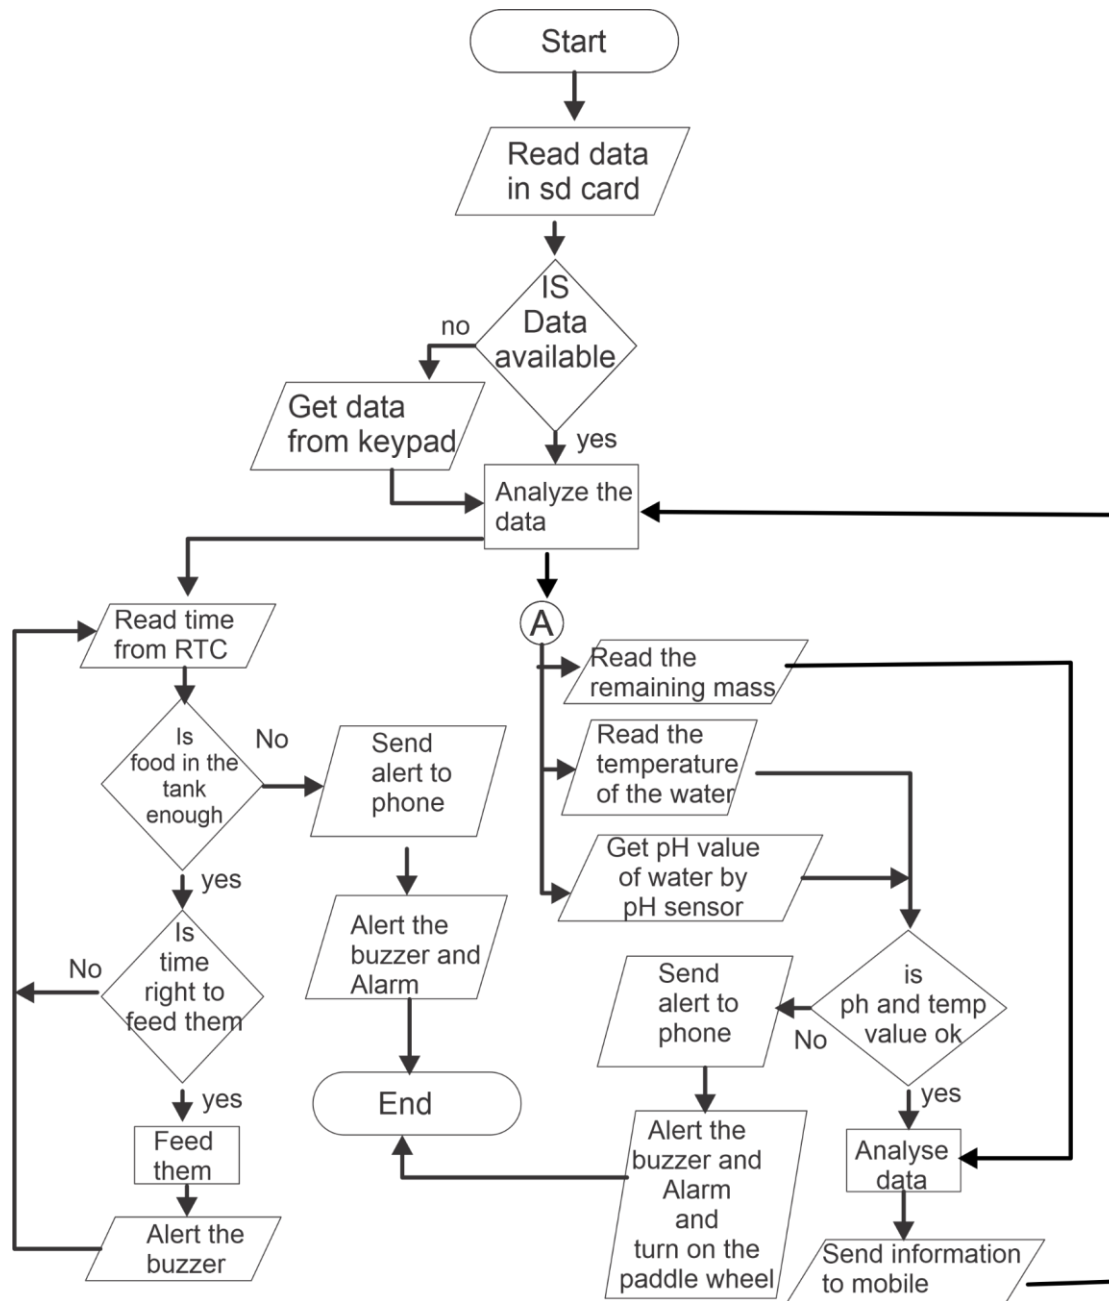 Start
Read data
in sd card
IS
Data
available
no
yes
Get data
from keypad
Analyze the
data
A
Read time
from RTC
Read the
remaining mass
Is
food in the
tank
enough
No
yes
Send
alert to
phone
Read the
temperature
of the water
Get pH value
of water by
pH sensor
Is
time
right to
feed them
No
yes
Alert the
buzzer and
Alarm
Send
alert to
phone
is
ph and temp
value ok
No
yes
End
Feed
them
Alert the
buzzer and
Alarm
and
turn on the
paddle wheel
Analyse
data
Alert the
buzzer
Send information
to mobile